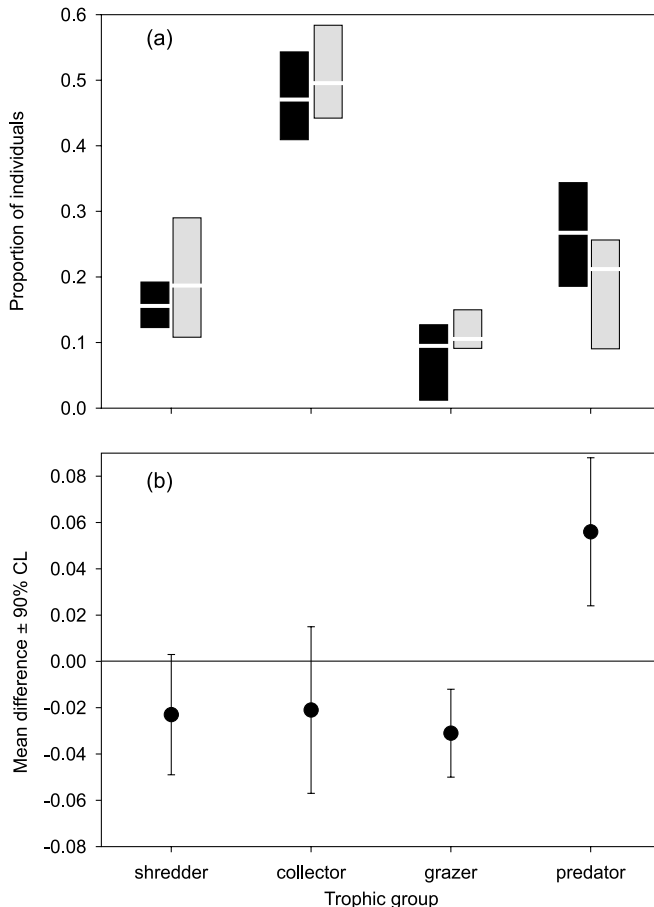 (a)
Proportion of individuals
0.6
0.5
0.4
0.3
0.2
0.1
0.0
(b)
Mean difference ± 90% CL
0.08
0.06
0.04
0.02
0.00
-0.02
-0.04
-0.06
-0.08
shredder collector grazer predator
Trophic group